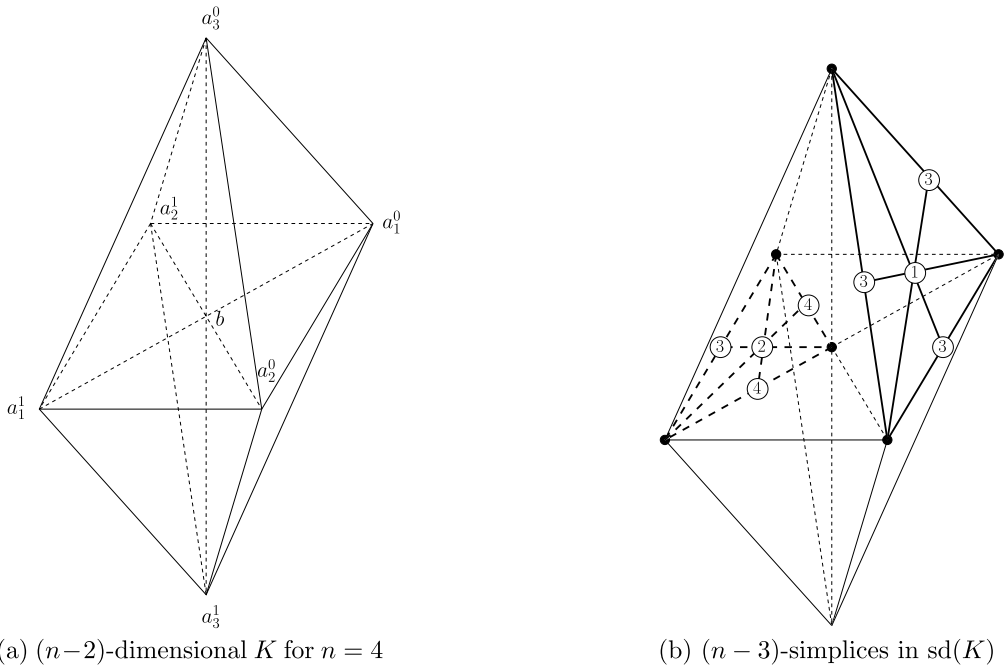 a_3^0
a_2^1
a_1^0
b
a_2^0
a_1^1
a_3^1
3
3
1
4
3
2
3
4
(a) (n−2)-dimensional K for n = 4
(b) (n − 3)-simplices in sd(K)